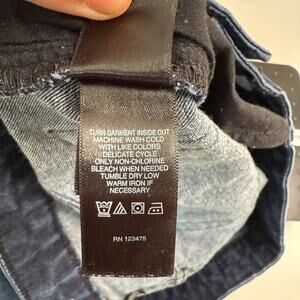 TURN GARMENT INSIDE OUT
MACHINE WASH COLD
WITH LIKE COLORS
DELICATE CYCLE
ONLY NON-CHLORINE
BLEACH WHEN NEEDED
TUMBLE DRY LOW
WARM IRON IF
NECESSARY
RN 123475